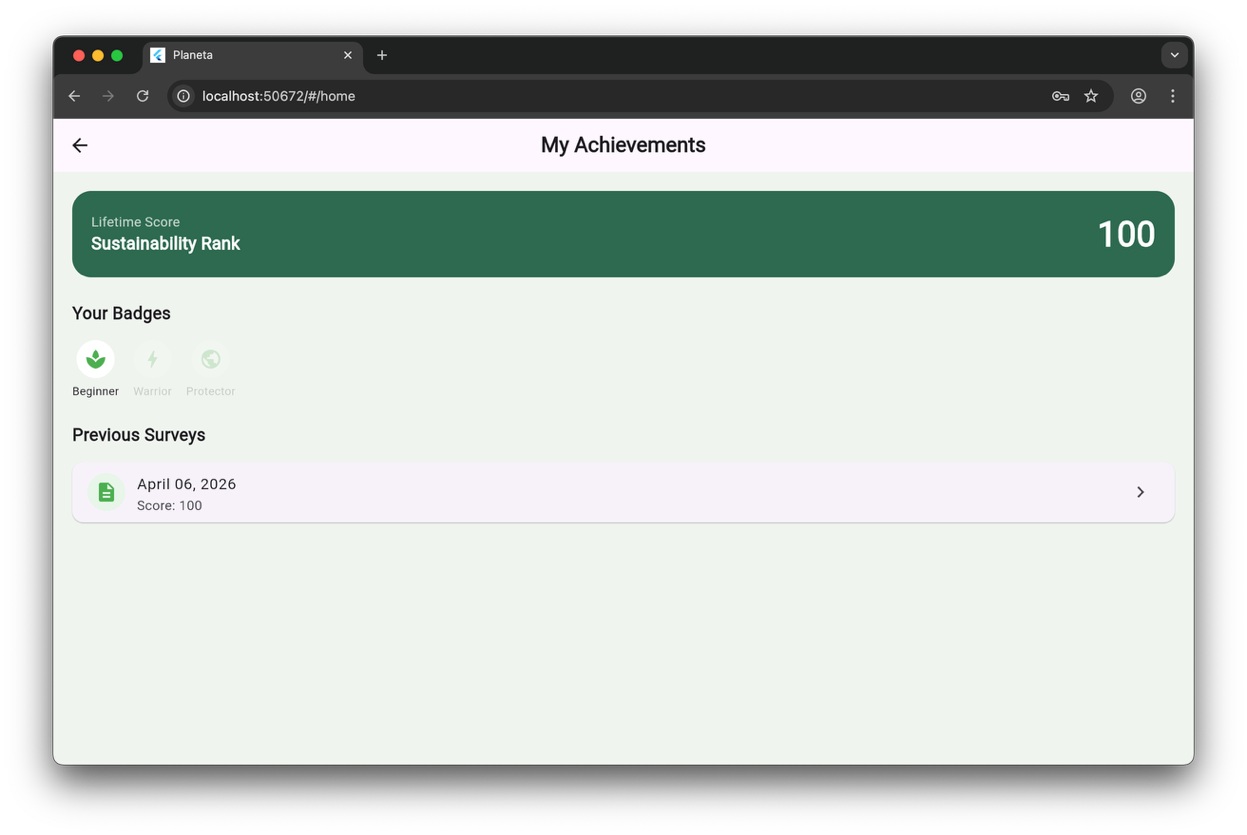 Planeta
localhost:50672/#/home
My Achievements
Lifetime Score
Sustainability Rank
100
Your Badges
Beginner Warrior Protector
Previous Surveys
April 06, 2026
Score: 100